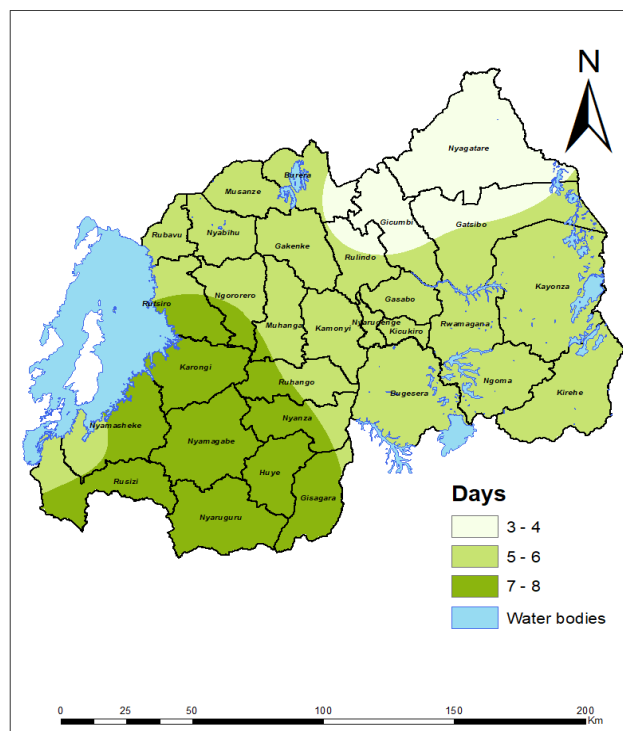 N
Nyagatare
Burera
Musanze
Gicumbi
Gatsibo
Rubavu
Nyabihu
Gakenke
Rulindo
Kayonza
Ngororero
Gasabo
Rutsiro
Muhanga
Kamonyi
Nyarugenge
Kicukiro
Rwamagana
Karongi
Ruhango
Bugesera
Ngoma
Kirehe
Nyamasheke
Nyanza
Nyamagabe
Huye
Rusizi
Gisagara
Nyaruguru
Days
3 - 4
5 - 6
7 - 8
Water bodies
0 25 50 100 150 200
Km